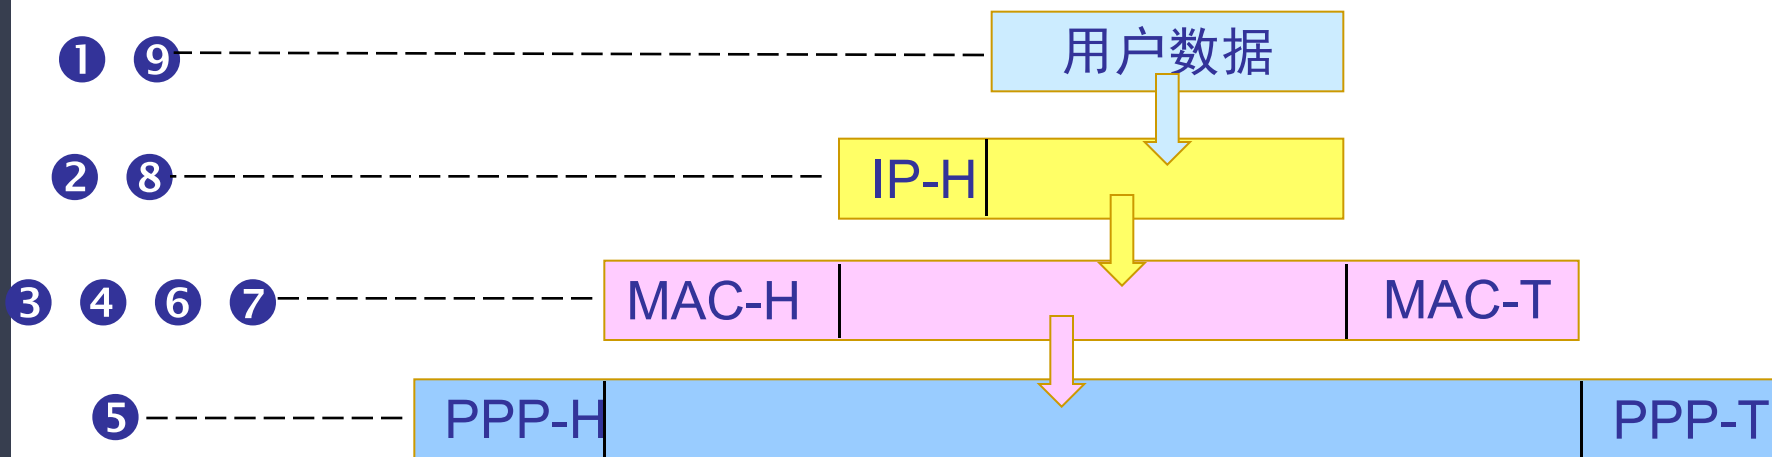 ❶ ❾ 用户数据
❷ ❽ IP-H
❸ ❹ ❻ ❼ MAC-H MAC-T
❺ PPP-H PPP-T